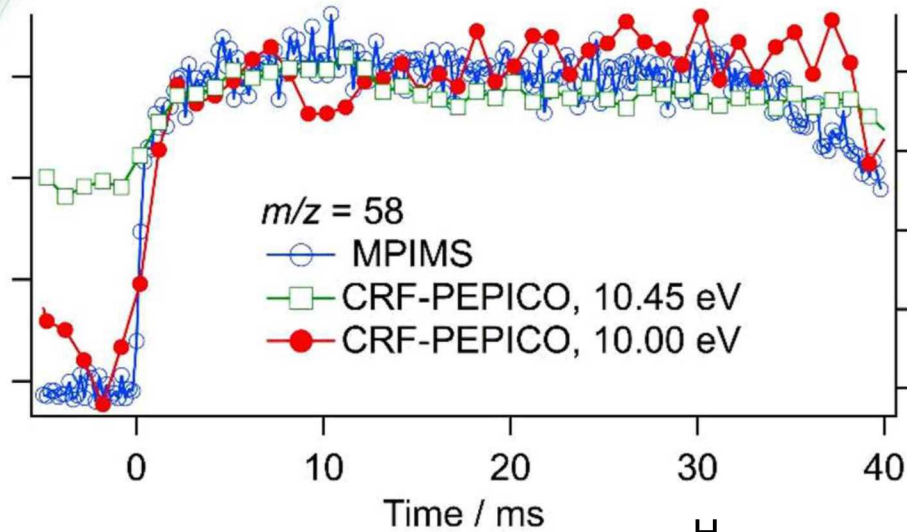 m/z = 58
MPIMS
CRF-PEPICO, 10.45 eV
CRF-PEPICO, 10.00 eV
0 10 20 30 40
Time / ms
H